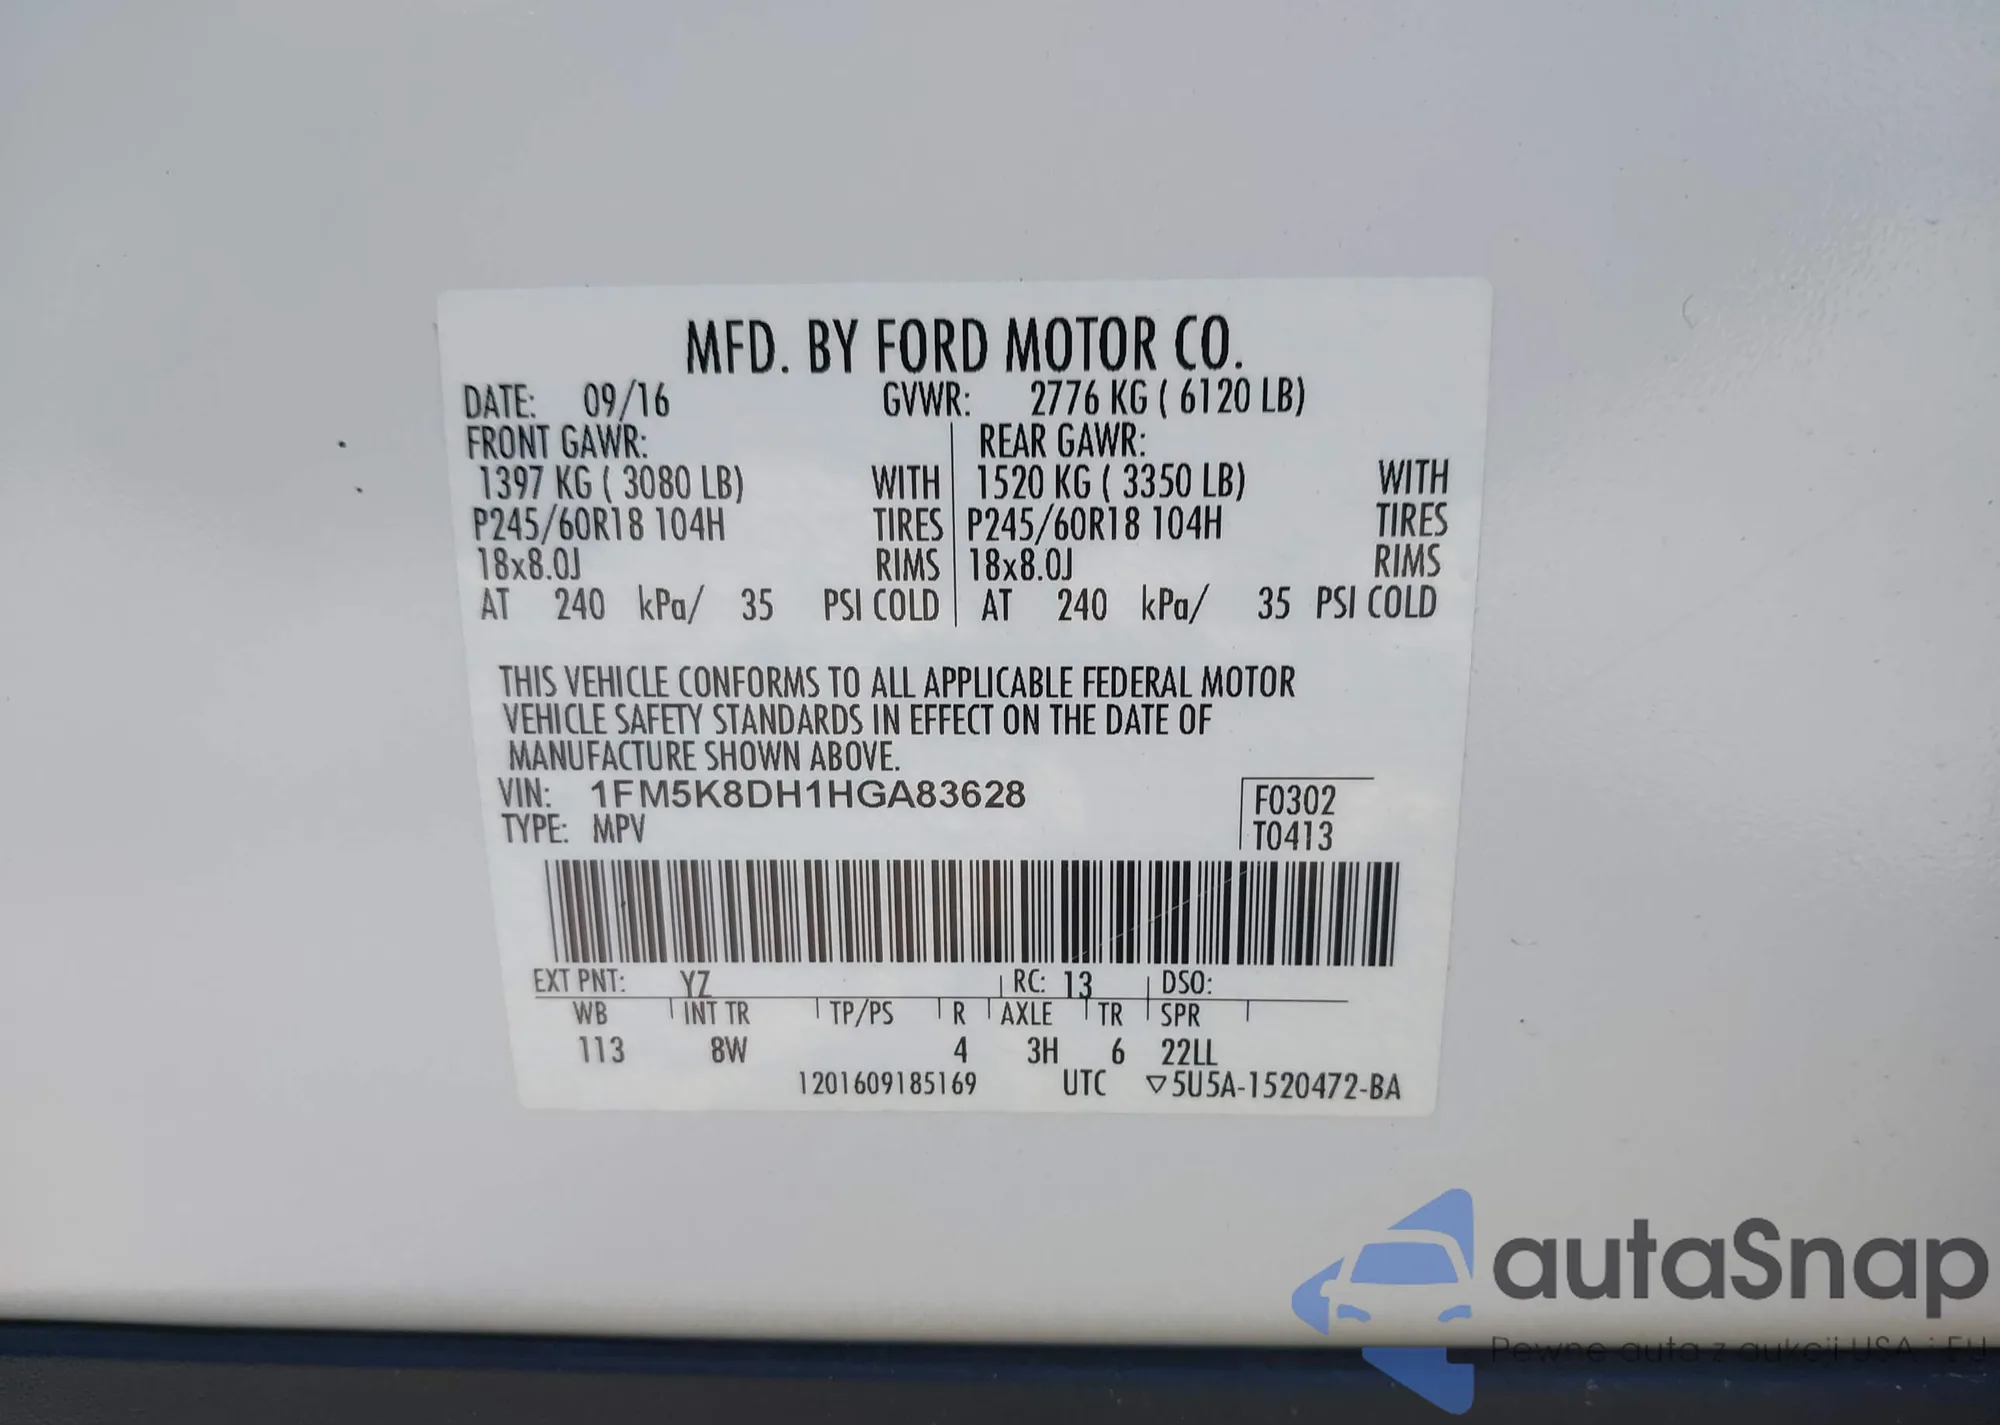 MFD. BY FORD MOTOR CO.
DATE: 09/16 GVWR: 2776 KG ( 6120 LB)
FRONT GAWR: REAR GAWR:
1397 KG ( 3080 LB) WITH 1520 KG ( 3350 LB) WITH
P245/60R18 104H TIRES P245/60R18 104H TIRES
18x8.0J RIMS 18x8.0J RIMS
AT 240 kPa/ 35 PSI COLD AT 240 kPa/ 35 PSI COLD
THIS VEHICLE CONFORMS TO ALL APPLICABLE FEDERAL MOTOR
VEHICLE SAFETY STANDARDS IN EFFECT ON THE DATE OF
MANUFACTURE SHOWN ABOVE.
VIN: 1FM5K8DH1HGA83628 F0302
TYPE: MPV T0413
EXT PNT: YZ RC: 13 DSO:
WB INT TR TP/PS R AXLE TR SPR
113 8W 4 3H 6 22LL
1201609185169 UTC ▽5U5A-1520472-BA
autaSnap
Pewne auta z aukcji USA i EU